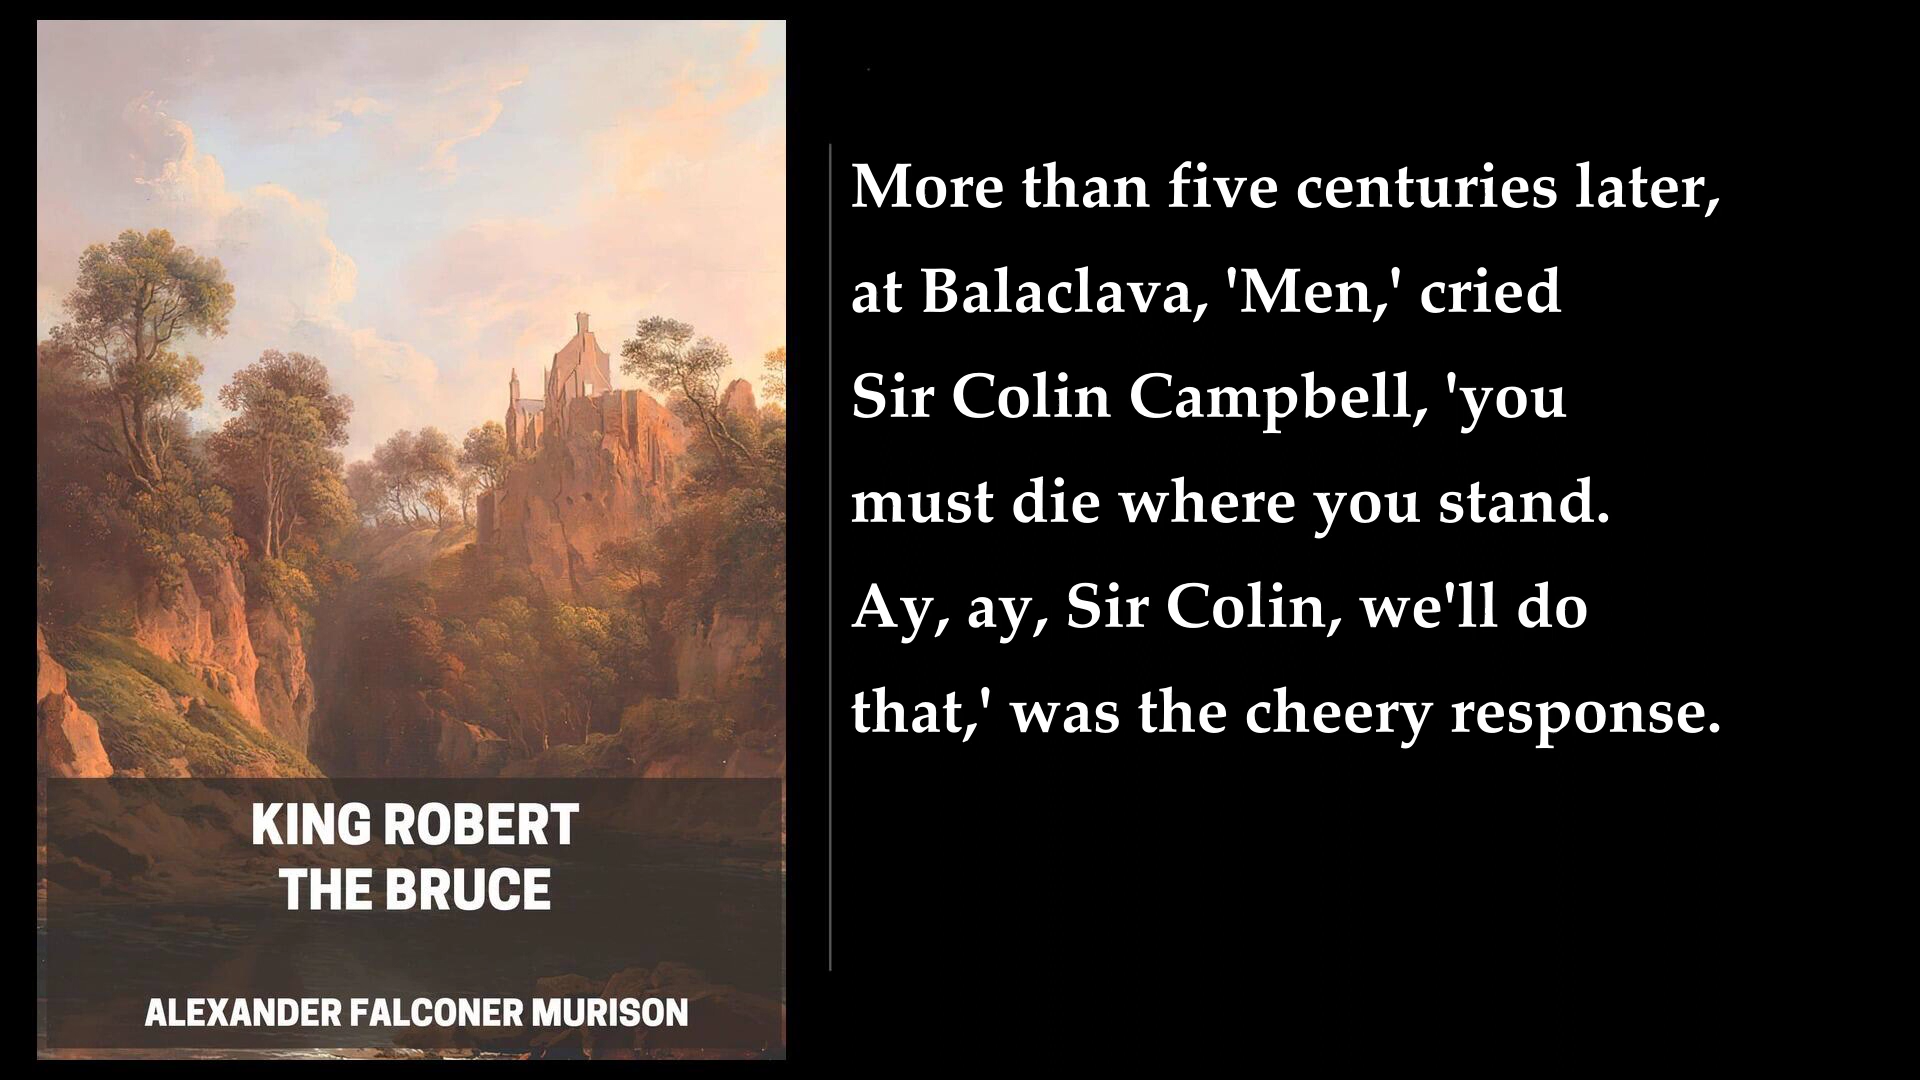 More than five centuries later,
at Balaclava, 'Men,' cried
Sir Colin Campbell, 'you
must die where you stand.
Ay, ay, Sir Colin, we'll do
that,' was the cheery response.
KING ROBERT
THE BRUCE
ALEXANDER FALCONER MURISON